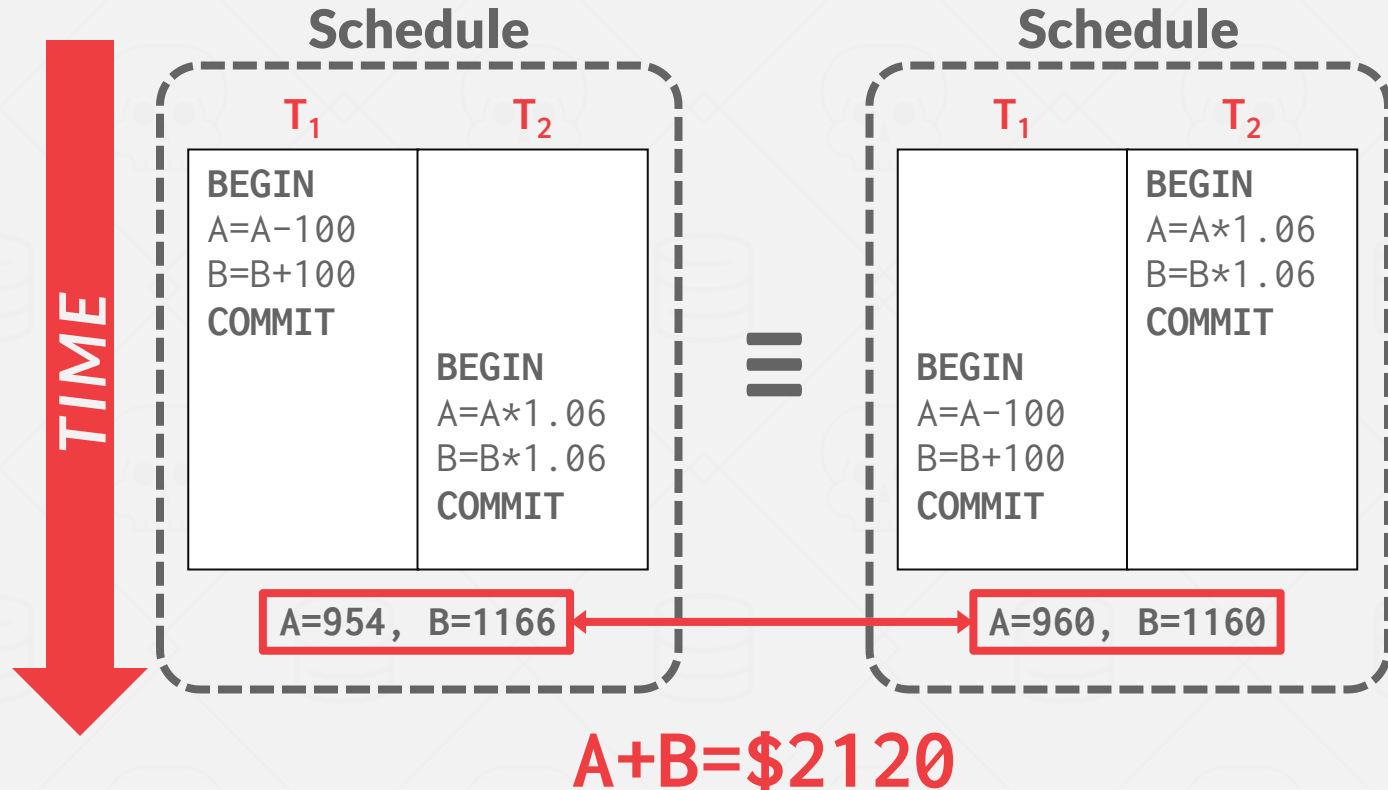 Schedule
T₁ T₂
BEGIN
A=A-100
B=B+100
COMMIT
BEGIN
A=A*1.06
B=B*1.06
COMMIT
A=954, B=1166
TIME
≡
Schedule
T₁ T₂
BEGIN
A=A*1.06
B=B*1.06
COMMIT
BEGIN
A=A-100
B=B+100
COMMIT
A=960, B=1160
A+B=$2120